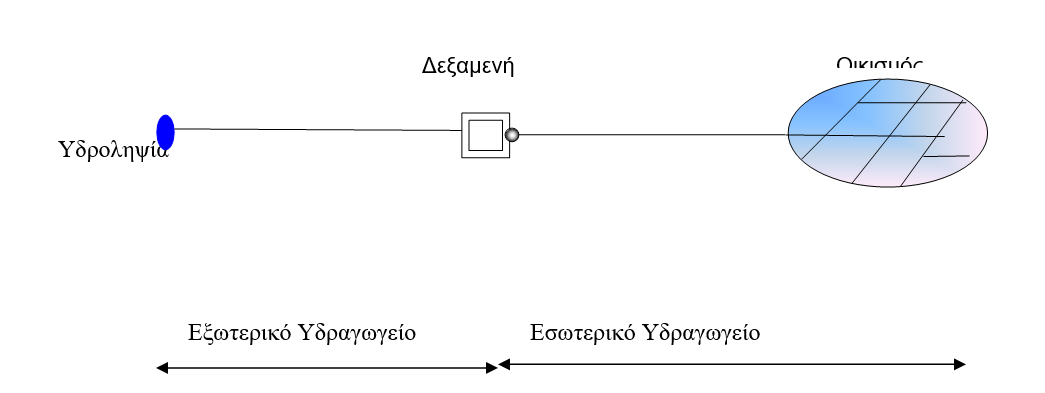 Δεξαμενή
Οικισμός
Υδροληψία
Εξωτερικό Υδραγωγείο
Εσωτερικό Υδραγωγείο